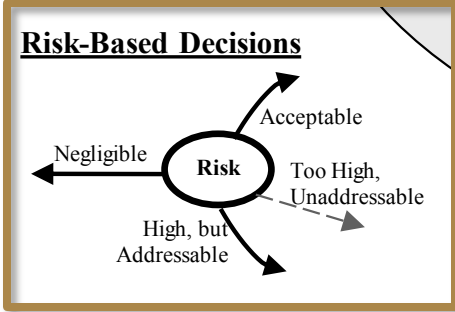 Risk-Based Decisions
Acceptable
Negligible
Risk
Too High,
Unaddressable
High, but
Addressable